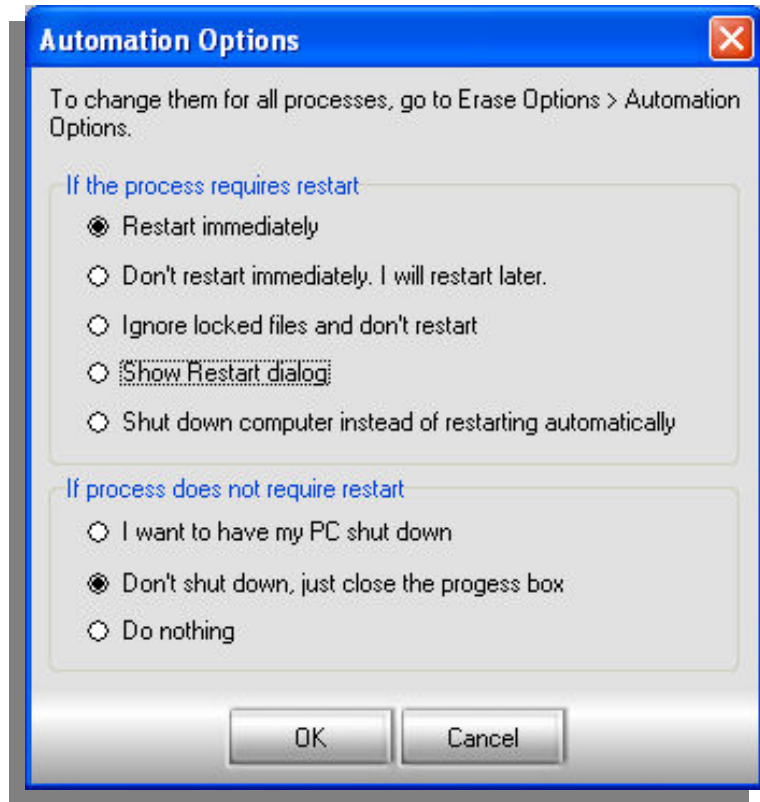 Automation Options
To change them for all processes, go to Erase Options > Automation
Options.
If the process requires restart
Restart immediately
Don't restart immediately. I will restart later.
Ignore locked files and don't restart
Show Restart dialog
Shut down computer instead of restarting automatically
If process does not require restart
I want to have my PC shut down
Don't shut down, just close the progess box
Do nothing
OK Cancel